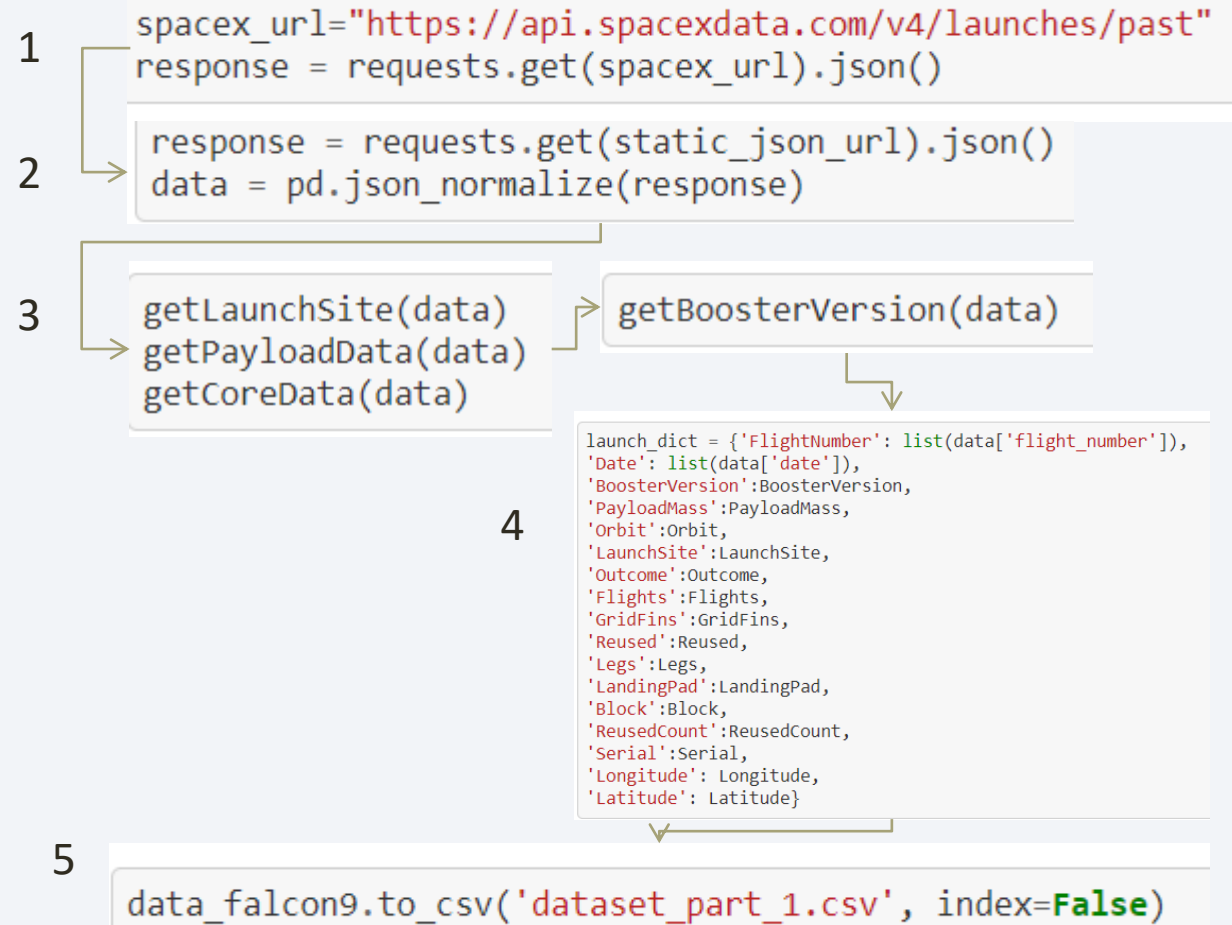 1
spacex_url="https://api.spacexdata.com/v4/launches/past"
response = requests.get(spacex_url).json()
2
response = requests.get(static_json_url).json()
data = pd.json_normalize(response)
3
getLaunchSite(data)
getPayloadData(data)
getCoreData(data)
getBoosterVersion(data)
4
launch_dict = {'FlightNumber': list(data['flight_number']),
'Date': list(data['date']),
'BoosterVersion':BoosterVersion,
'PayloadMass':PayloadMass,
'Orbit':Orbit,
'LaunchSite':LaunchSite,
'Outcome':Outcome,
'Flights':Flights,
'GridFins':GridFins,
'Reused':Reused,
'Legs':Legs,
'LandingPad':LandingPad,
'Block':Block,
'ReusedCount':ReusedCount,
'Serial':Serial,
'Longitude': Longitude,
'Latitude': Latitude}
5
data_falcon9.to_csv('dataset_part_1.csv', index=False)